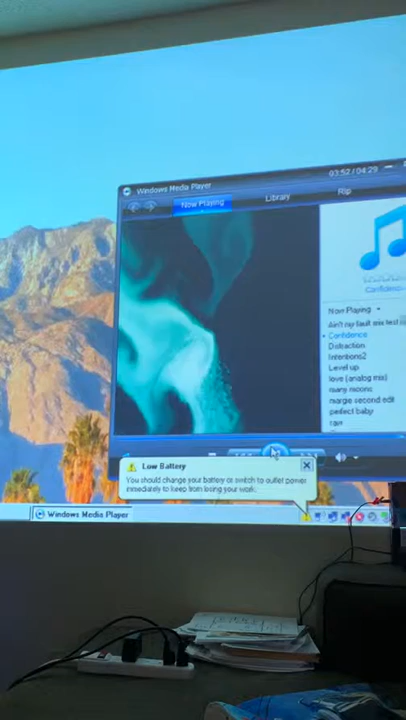 03:52 / 04:29
Windows Media Player
Now Playing
Library
Rip
Now Playing
Ain't my fault mix test
Confidence
Distraction
Intentions2
Level up
love (analog mix)
many moons
margie second edit
perfect baby
rain
Low Battery
You should change your battery or switch to outlet power
immediately to keep from losing your work.
Windows Media Player